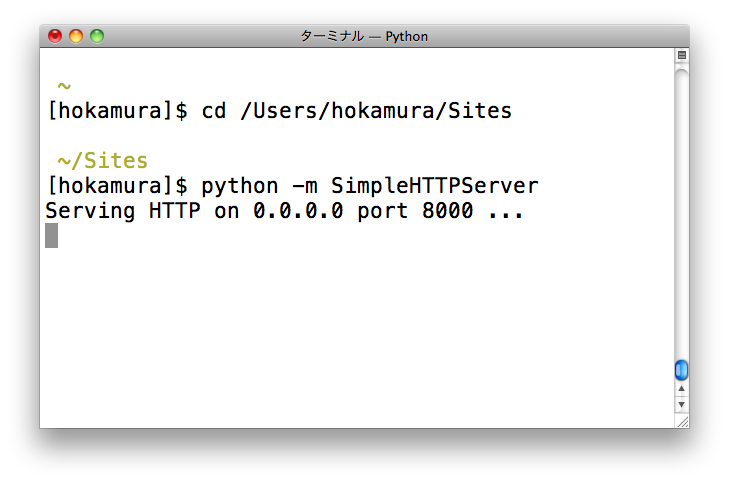 ターミナル — Python
~
[hokamura]$ cd /Users/hokamura/Sites
~/Sites
[hokamura]$ python -m SimpleHTTPServer
Serving HTTP on 0.0.0.0 port 8000 ...